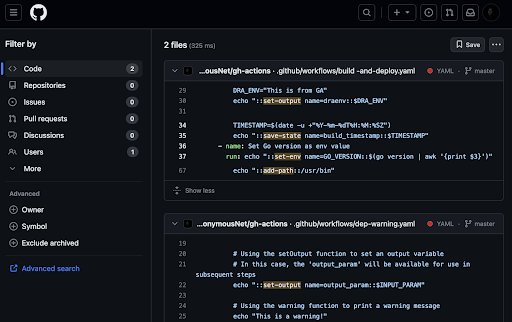 Filter by
Code 2
Repositories 0
Issues 0
Pull requests 0
Discussions 0
Users 1
More
Advanced
Owner
Symbol
Exclude archived
Advanced search
2 files (325 ms)
Save
...ousNet/gh-actions · .github/workflows/build -and-deploy.yaml
YAML · master
29 DRA_ENV="This is from GA"
30 echo "::set-output name=draenv::$DRA_ENV"
31
34 TIMESTAMP=$(date -u +"%Y-%m-%dT%H:%M:%SZ")
35 echo "::save-state name=build_timestamp::$TIMESTAMP"
36 - name: Set Go version as env value
37 run: echo "::set-env name=GO_VERSION::$(go version | awk '{print $3}')"
67 echo "::add-path::/usr/bin"
Show less
...onymousNet/gh-actions · .github/workflows/dep-warning.yaml
YAML · master
19
20 # Using the setOutput function to set an output variable
21 # In this case, the 'output_param' will be available for use in
subsequent steps
22 echo "::set-output name=output_param::$INPUT_PARAM"
23
24 # Using the warning function to print a warning message
25 echo "This is a warning!"